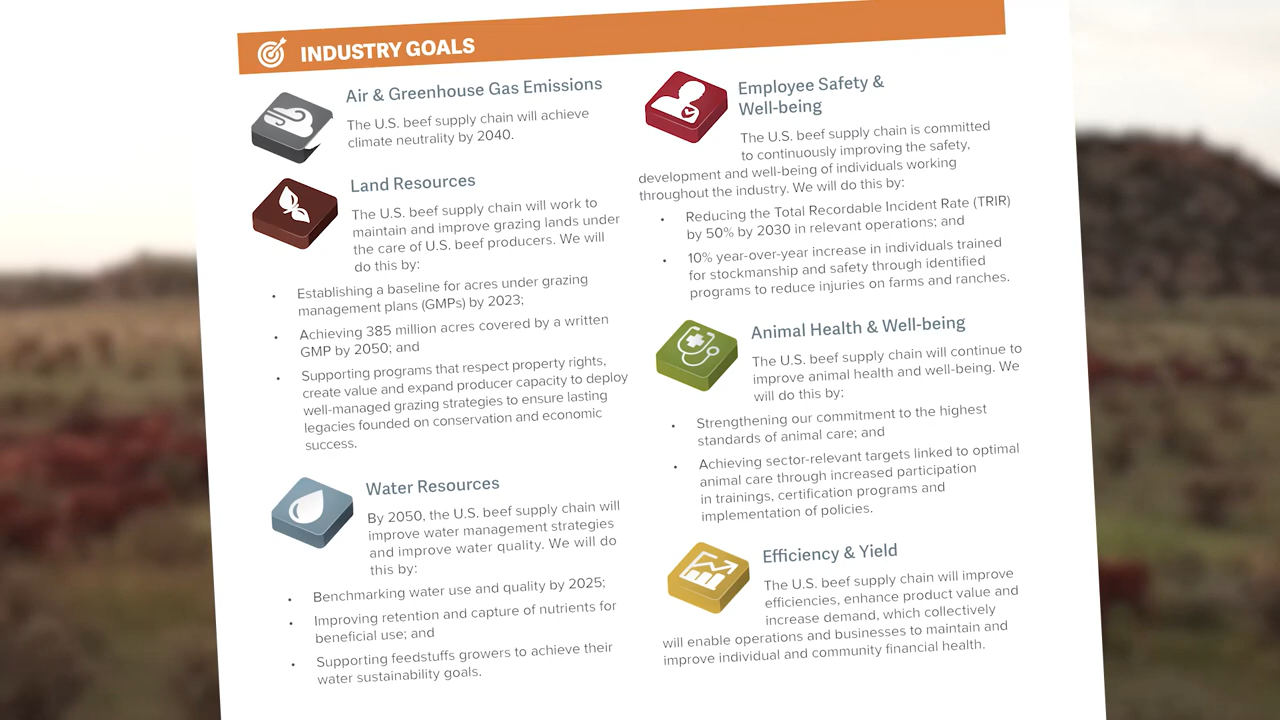 INDUSTRY GOALS
Air & Greenhouse Gas Emissions
The U.S. beef supply chain will achieve
climate neutrality by 2040.
Land Resources
The U.S. beef supply chain will work to
maintain and improve grazing lands under
the care of U.S. beef producers. We will
do this by:
• Establishing a baseline for acres under grazing
management plans (GMPs) by 2023;
• Achieving 385 million acres covered by a written
GMP by 2050; and
• Supporting programs that respect property rights,
create value and expand producer capacity to deploy
well-managed grazing strategies to ensure lasting
legacies founded on conservation and economic
success.
Water Resources
By 2050, the U.S. beef supply chain will
improve water management strategies
and improve water quality. We will do
this by:
• Benchmarking water use and quality by 2025;
• Improving retention and capture of nutrients for
beneficial use; and
• Supporting feedstuffs growers to achieve their
water sustainability goals.
Employee Safety &
Well-being
The U.S. beef supply chain is committed
to continuously improving the safety,
development and well-being of individuals working
throughout the industry. We will do this by:
• Reducing the Total Recordable Incident Rate (TRIR)
by 50% by 2030 in relevant operations; and
• 10% year-over-year increase in individuals trained
for stockmanship and safety through identified
programs to reduce injuries on farms and ranches.
Animal Health & Well-being
The U.S. beef supply chain will continue to
improve animal health and well-being. We
will do this by:
• Strengthening our commitment to the highest
standards of animal care; and
• Achieving sector-relevant targets linked to optimal
animal care through increased participation
in trainings, certification programs and
implementation of policies.
Efficiency & Yield
The U.S. beef supply chain will improve
efficiencies, enhance product value and
increase demand, which collectively
will enable operations and businesses to maintain and
improve individual and community financial health.